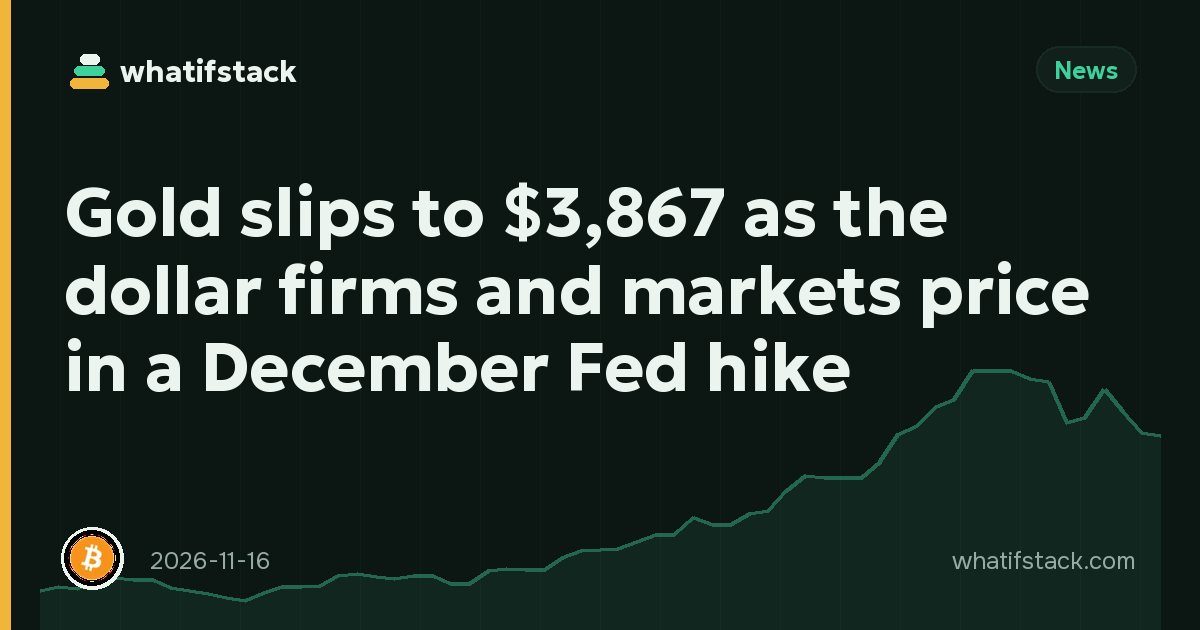 whatifstack
News
Gold slips to $3,867 as the
dollar firms and markets price
in a December Fed hike
2026-11-16
whatifstack.com